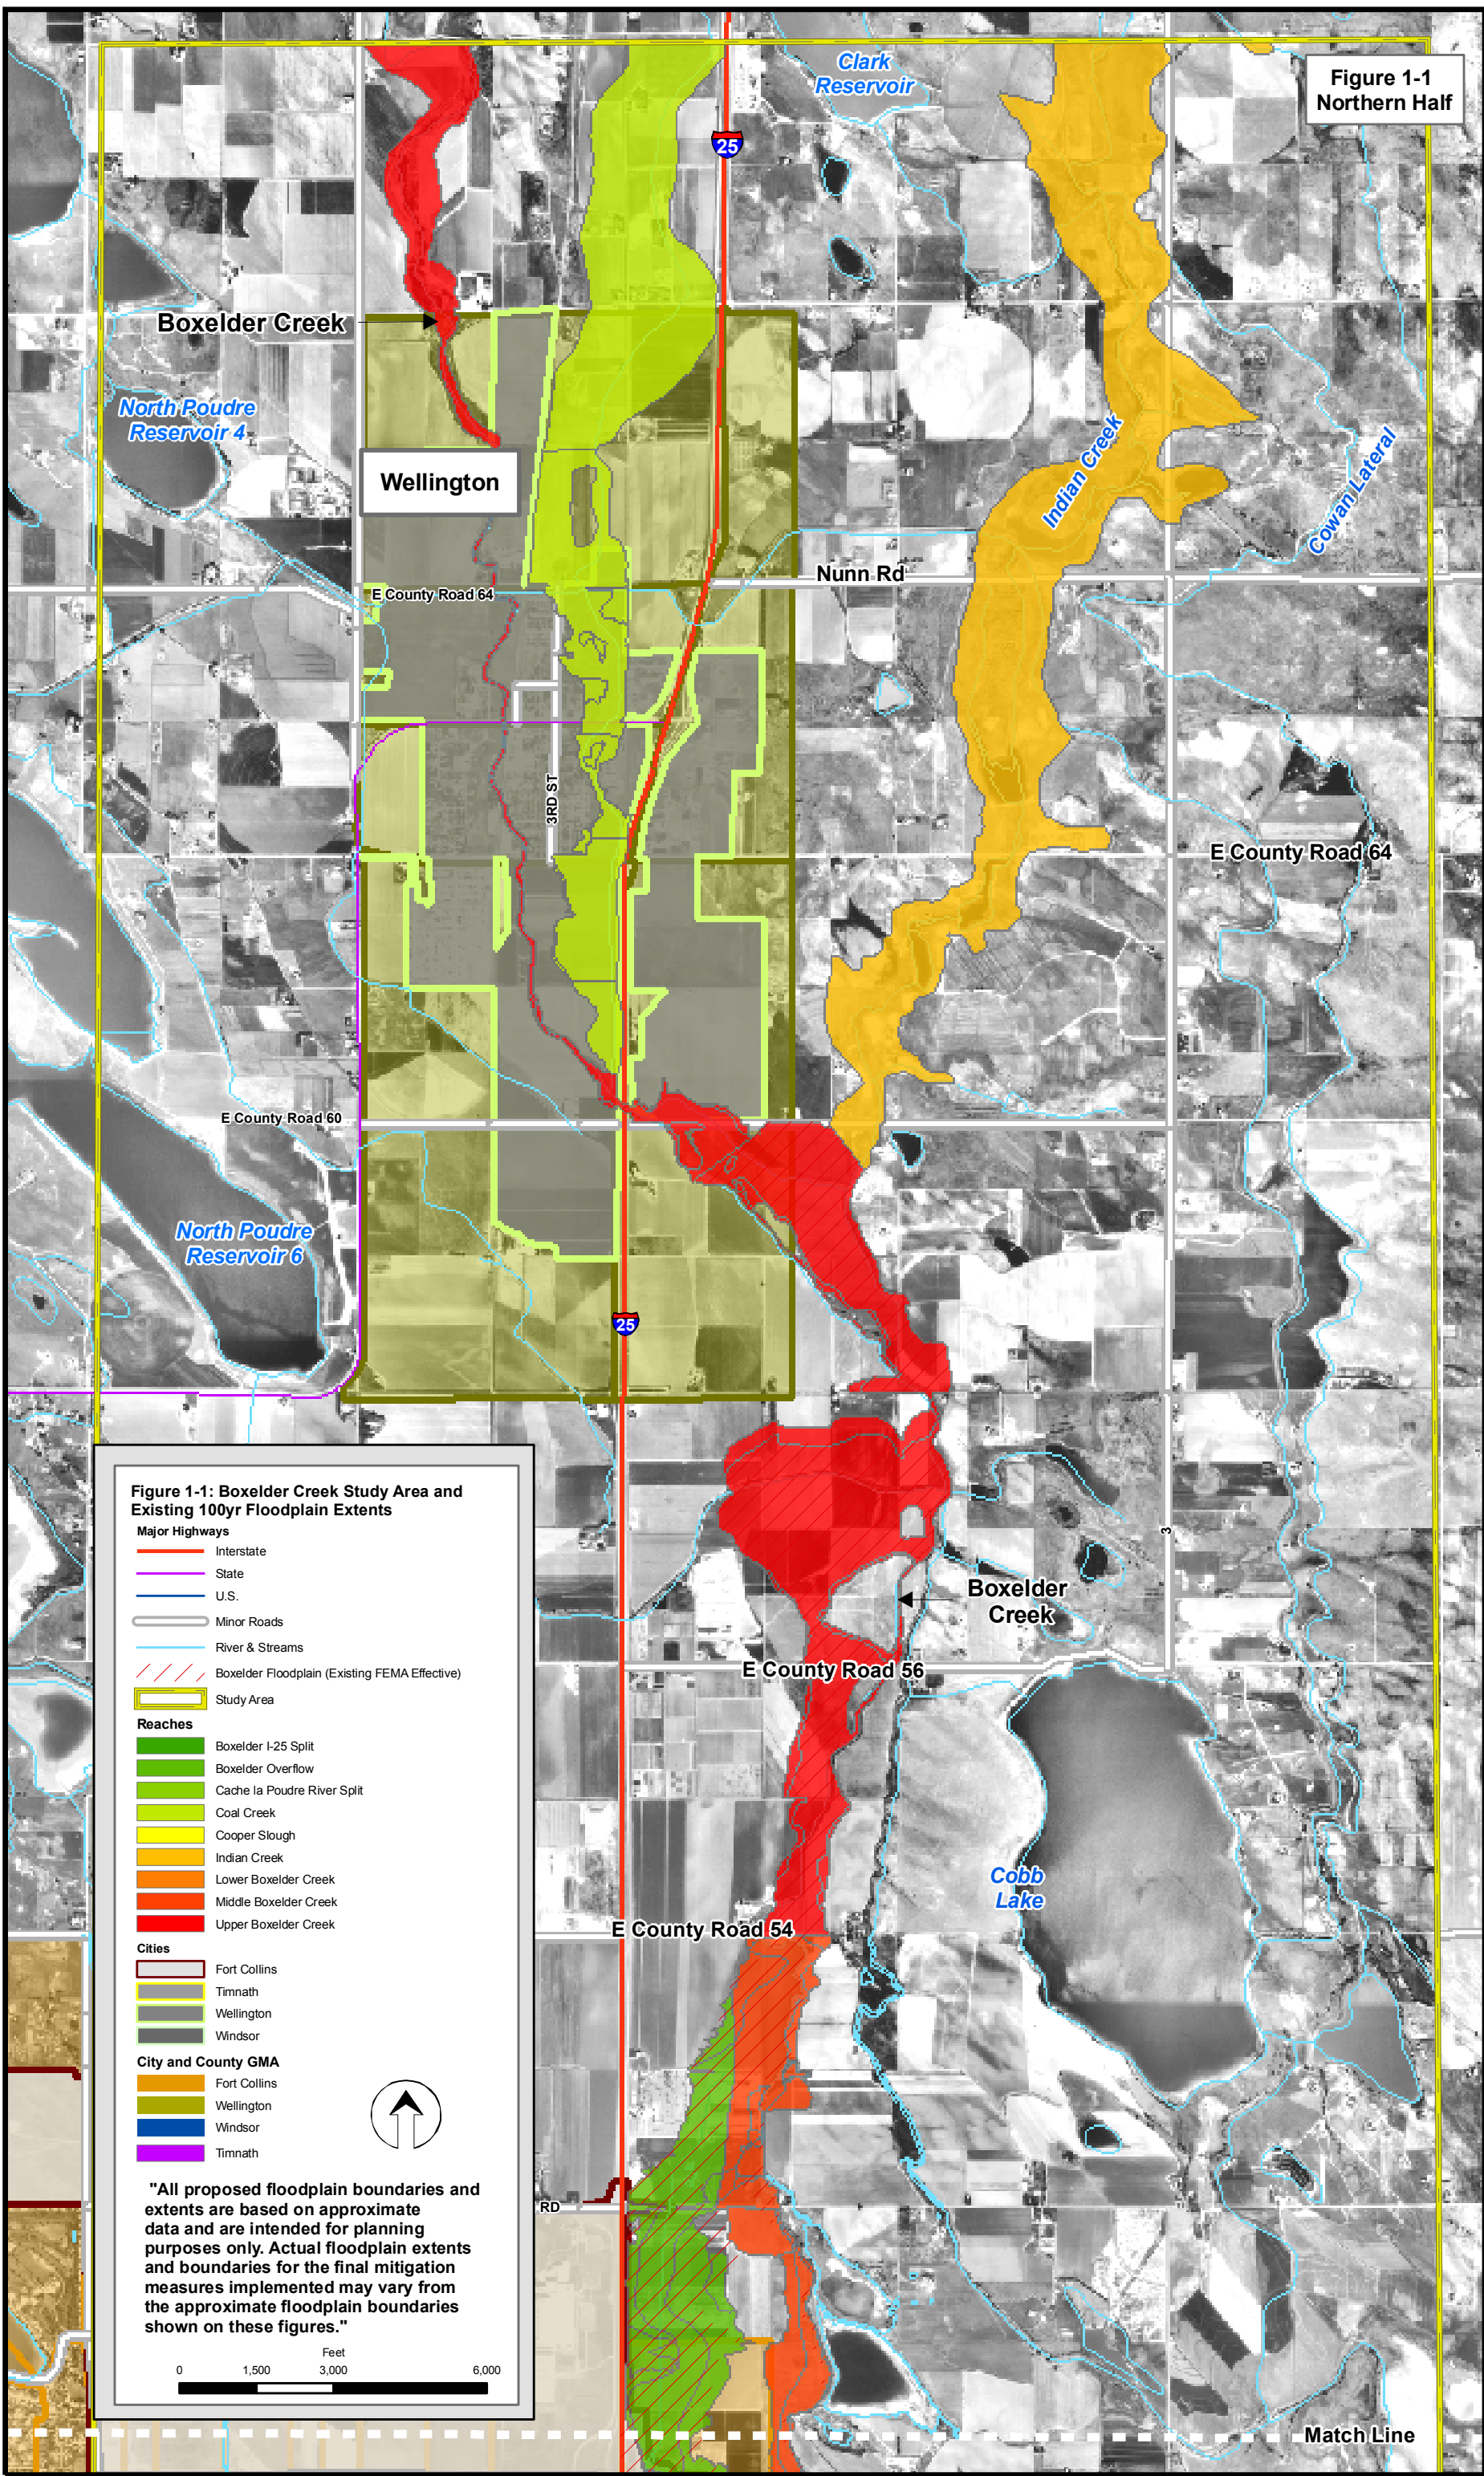 Figure 1-1
Northern Half
Clark
Reservoir
25
Boxelder Creek
North Poudre
Reservoir 4
Wellington
Indian Creek
Cowan Lateral
Nunn Rd
E County Road 64
3RD ST
E County Road 64
E County Road 60
North Poudre
Reservoir 6
25
3
Boxelder
Creek
E County Road 56
Cobb
Lake
E County Road 54
RD
Match Line
Figure 1-1: Boxelder Creek Study Area and
Existing 100yr Floodplain Extents
Major Highways
Interstate
State
U.S.
Minor Roads
River & Streams
Boxelder Floodplain (Existing FEMA Effective)
Study Area
Reaches
Boxelder I-25 Split
Boxelder Overflow
Cache la Poudre River Split
Coal Creek
Cooper Slough
Indian Creek
Lower Boxelder Creek
Middle Boxelder Creek
Upper Boxelder Creek
Cities
Fort Collins
Timnath
Wellington
Windsor
City and County GMA
Fort Collins
Wellington
Windsor
Timnath
"All proposed floodplain boundaries and
extents are based on approximate
data and are intended for planning
purposes only. Actual floodplain extents
and boundaries for the final mitigation
measures implemented may vary from
the approximate floodplain boundaries
shown on these figures."
Feet
0 1,500 3,000 6,000